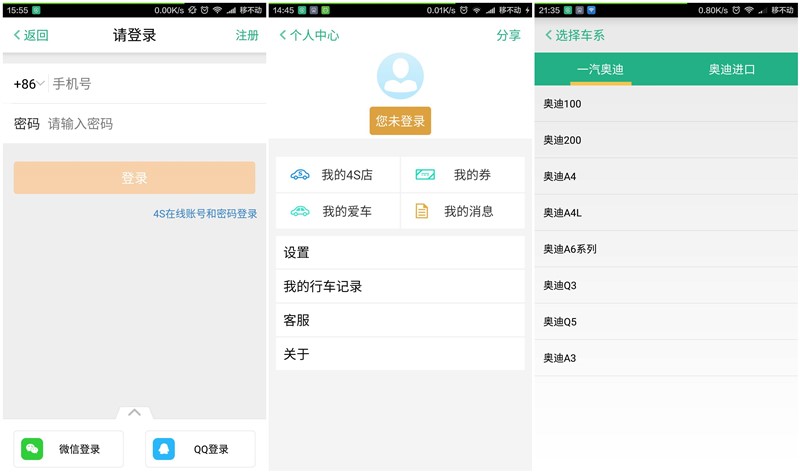 15:55 0.00K/s 移不动
返回 请登录 注册
+86 手机号
密码 请输入密码
登录
4S在线账号和密码登录
微信登录 QQ登录
14:45 0.01K/s 移不动
个人中心 分享
您未登录
我的4S店 我的券
我的爱车 我的消息
设置
我的行车记录
客服
关于
21:35 0.80K/s 移不动
选择车系
一汽奥迪 奥迪进口
奥迪100
奥迪200
奥迪A4
奥迪A4L
奥迪A6系列
奥迪Q3
奥迪Q5
奥迪A3